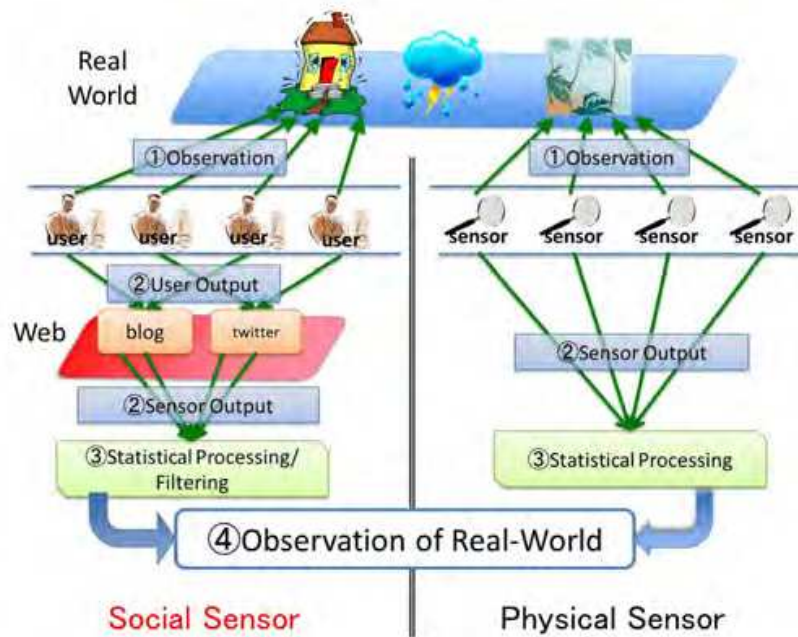 Real
World
①Observation
①Observation
user user user user
sensor sensor sensor sensor
②User Output
Web
blog
twitter
②Sensor Output
②Sensor Output
③Statistical Processing/
Filtering
③Statistical Processing
④Observation of Real-World
Social Sensor
Physical Sensor